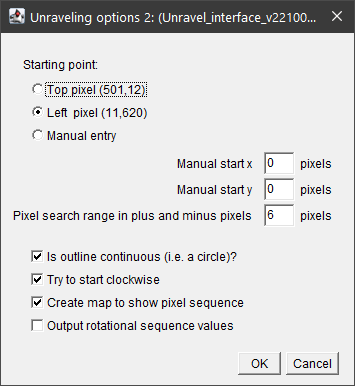 Unraveling options 2: (Unravel_interface_v22100...
Starting point:
Top pixel (501,12)
Left pixel (11,620)
Manual entry
Manual start x 0 pixels
Manual start y 0 pixels
Pixel search range in plus and minus pixels 6 pixels
Is outline continuous (i.e. a circle)?
Try to start clockwise
Create map to show pixel sequence
Output rotational sequence values
OK Cancel